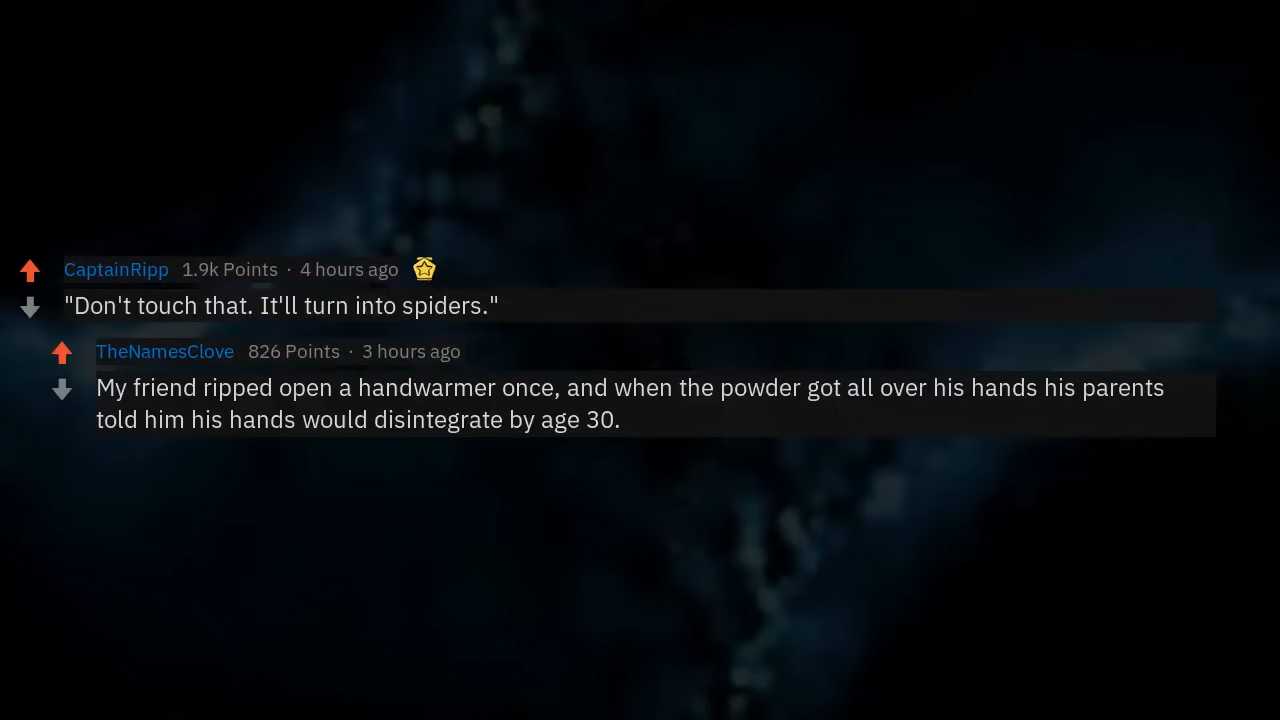 CaptainRipp 1.9k Points · 4 hours ago
"Don't touch that. It'll turn into spiders."
TheNamesClove 826 Points · 3 hours ago
My friend ripped open a handwarmer once, and when the powder got all over his hands his parents
told him his hands would disintegrate by age 30.